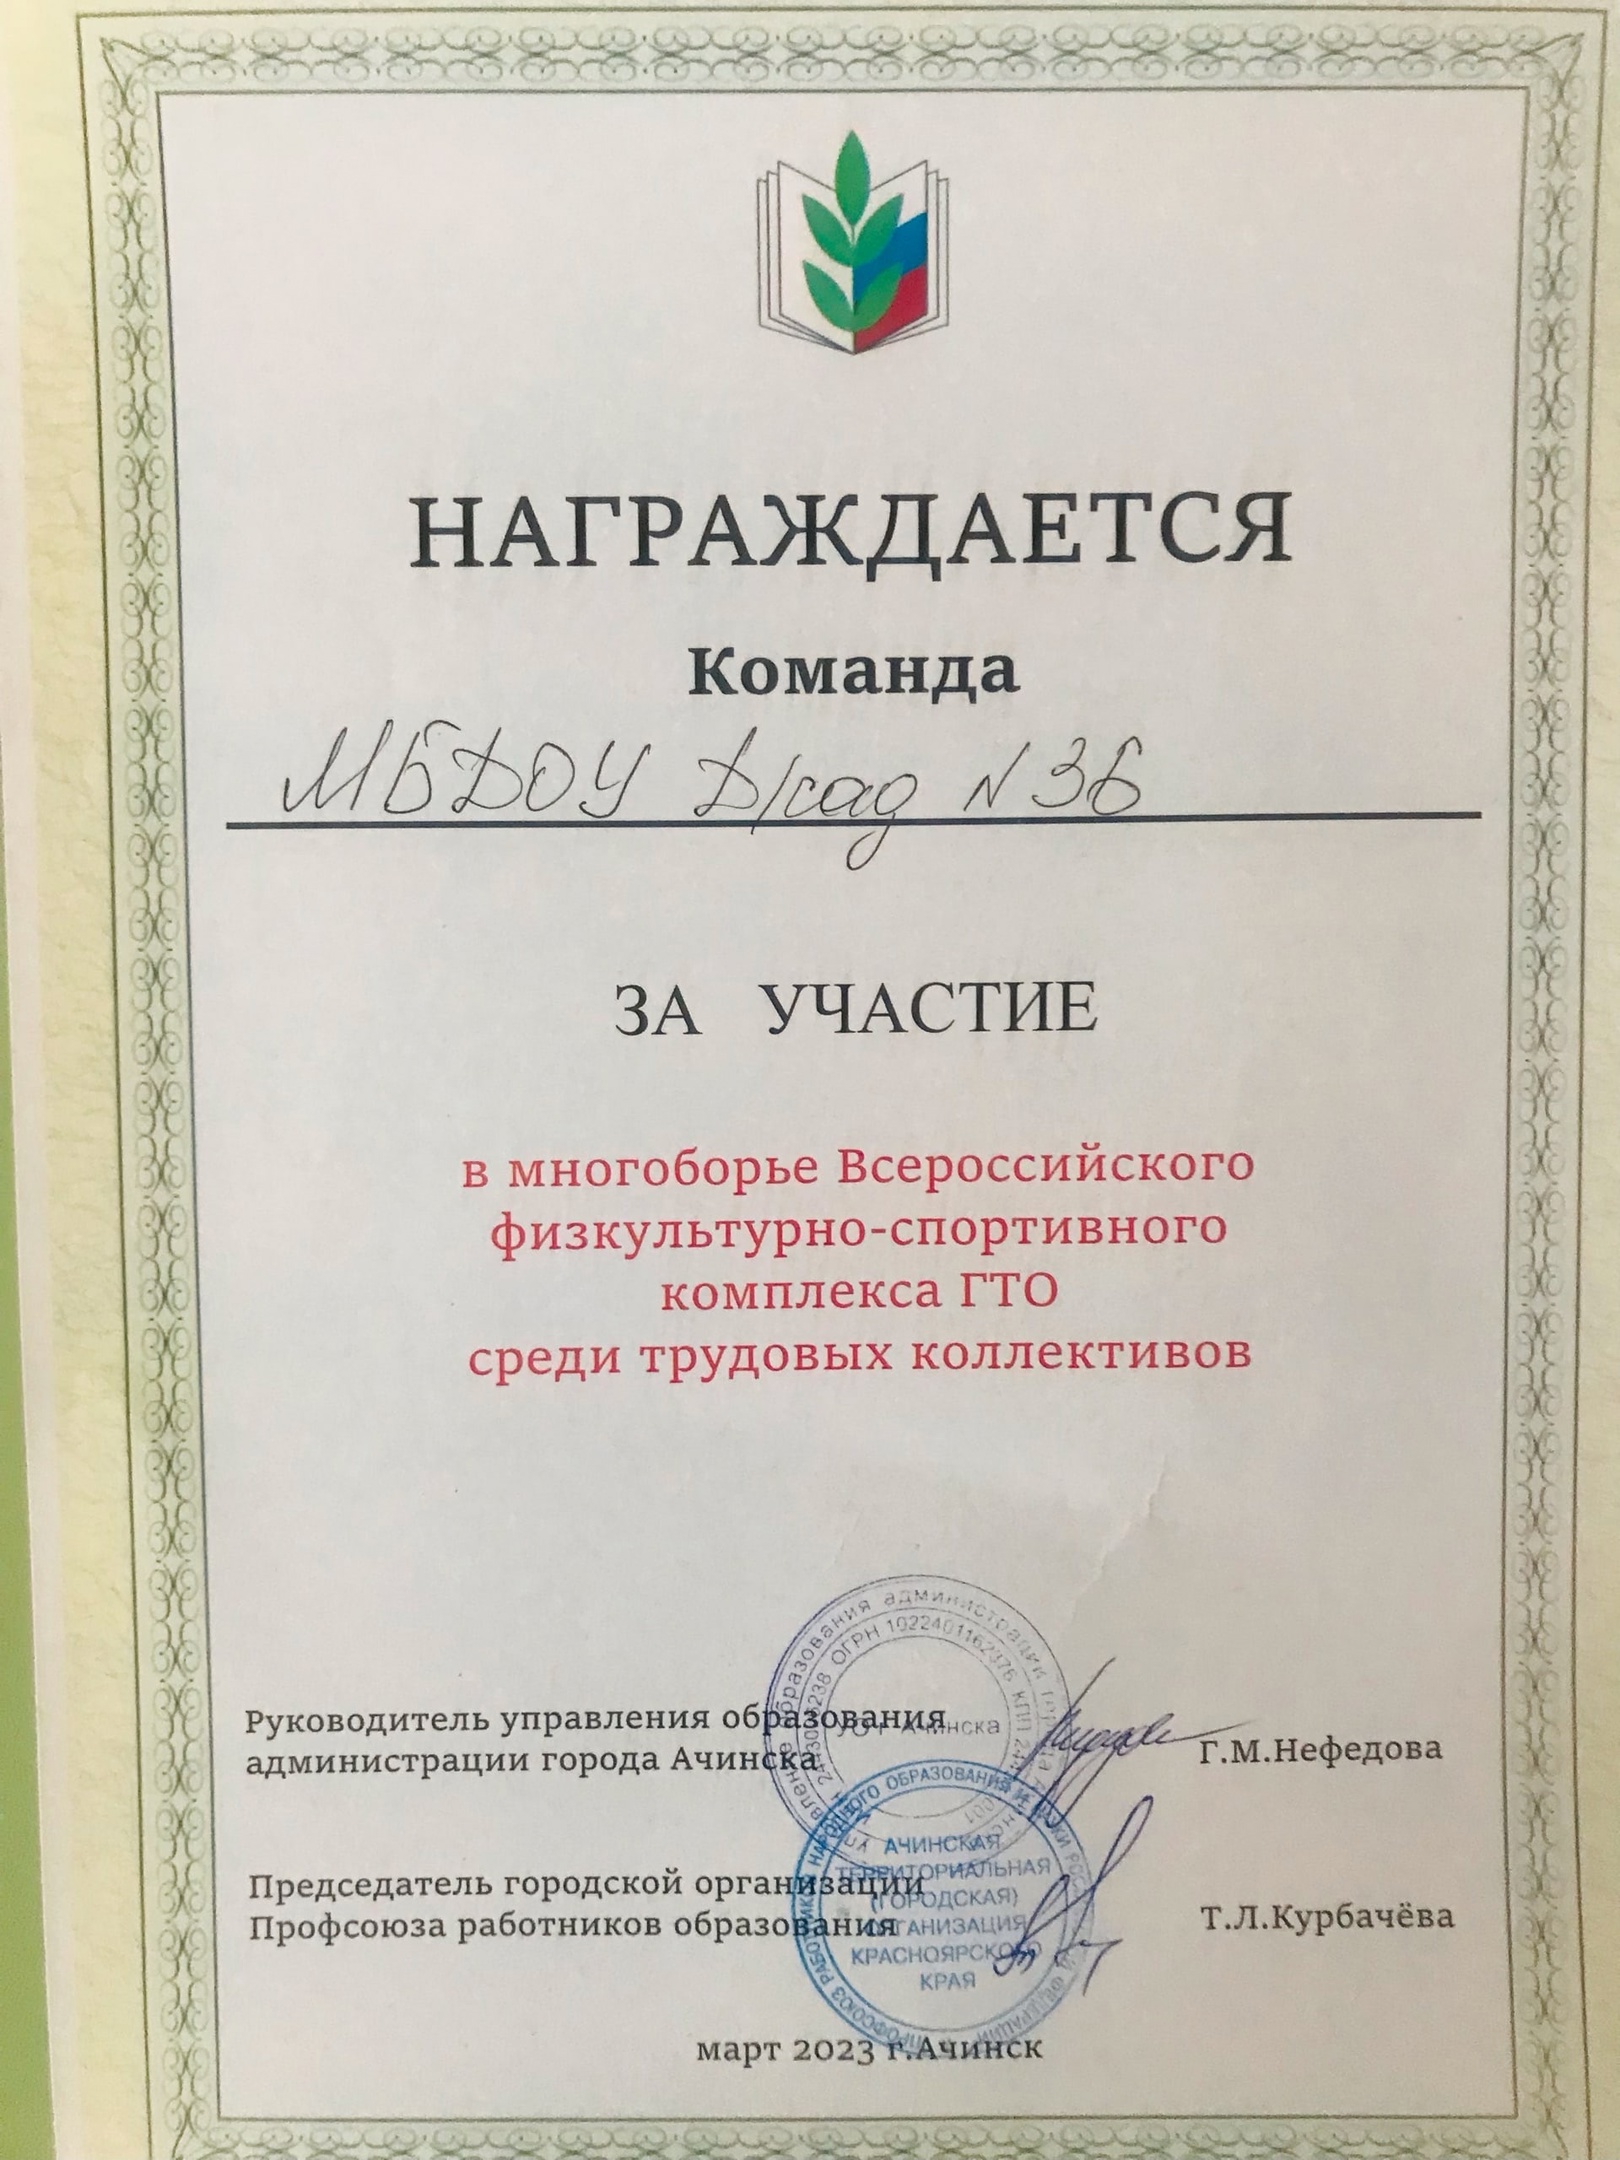 НАГРАЖДАЕТСЯ
Команда
МБДОУ Д/сад N 36
ЗА УЧАСТИЕ
в многоборье Всероссийского
физкультурно-спортивного
комплекса ГТО
среди трудовых коллективов
Руководитель управления образования
администрации города Ачинска
Г.М.Нефедова
Председатель городской организации
Профсоюза работников образования
Т.Л.Курбачёва
АЧИНСКАЯ
ТЕРРИТОРИАЛЬНАЯ
(ГОРОДСКАЯ)
ОРГАНИЗАЦИЯ
КРАСНОЯРСКОГО
КРАЯ
март 2023 г.Ачинск